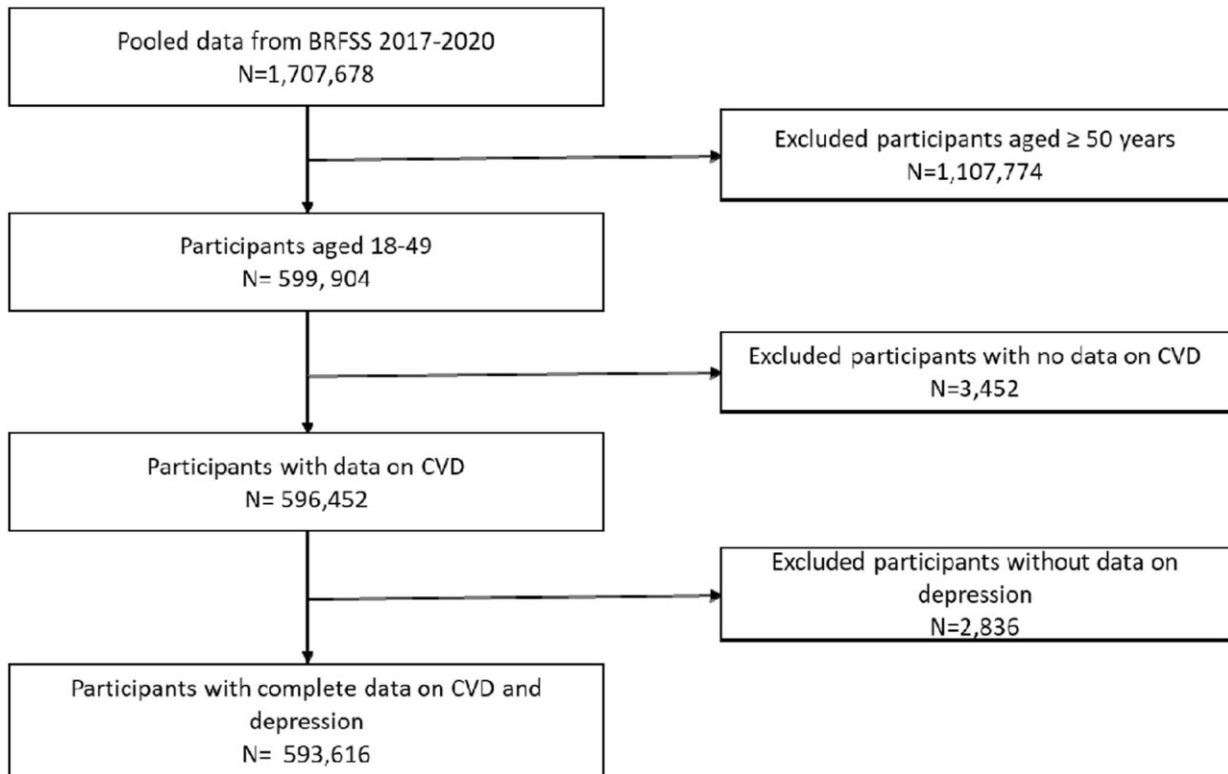 Pooled data from BRFSS 2017-2020
N=1,707,678
Excluded participants aged ≥ 50 years
N=1,107,774
Participants aged 18-49
N= 599, 904
Excluded participants with no data on CVD
N=3,452
Participants with data on CVD
N= 596,452
Excluded participants without data on
depression
N=2,836
Participants with complete data on CVD and
depression
N=  593,616